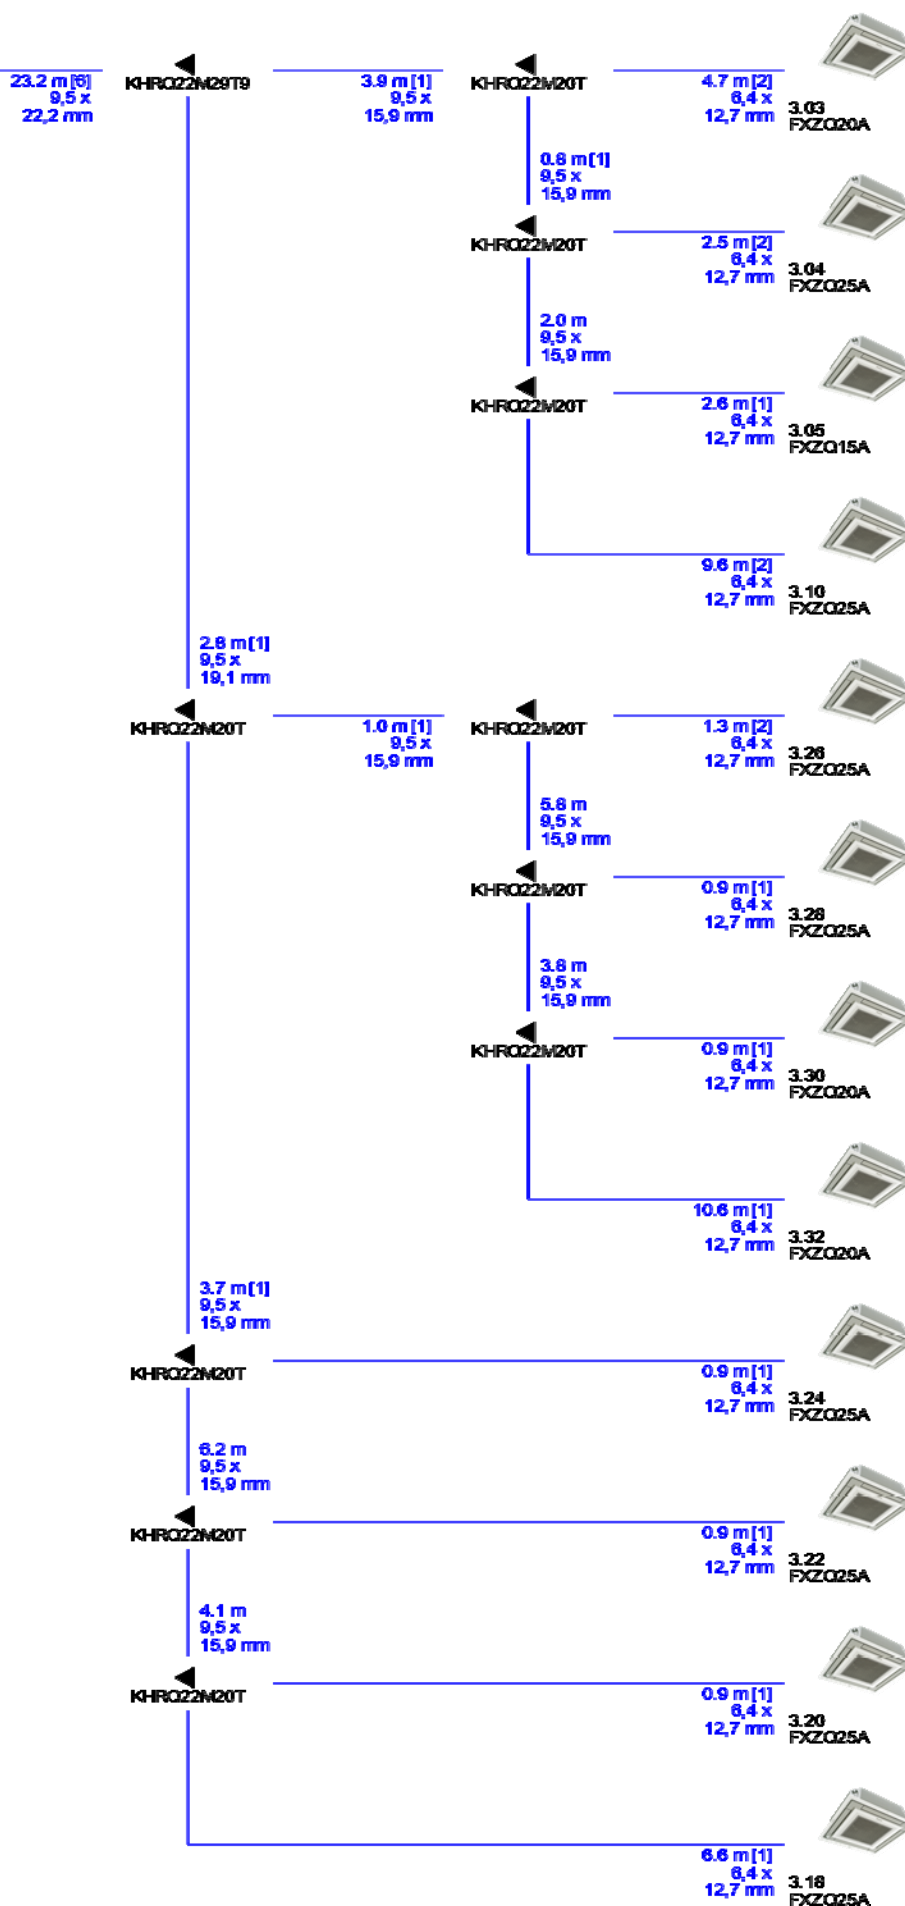 23.2 m [6]
9,5 x
22,2 mm
KHRQ22M29T9
3.9 m [1]
9,5 x
15,9 mm
KHRQ22M20T
4.7 m [2]
6,4 x
12,7 mm
3.03
FXZQ20A
0.8 m [1]
9,5 x
15,9 mm
KHRQ22M20T
2.5 m [2]
6,4 x
12,7 mm
3.04
FXZQ25A
2.0 m
9,5 x
15,9 mm
KHRQ22M20T
2.6 m [1]
6,4 x
12,7 mm
3.05
FXZQ15A
9.6 m [2]
6,4 x
12,7 mm
3.10
FXZQ25A
2.8 m [1]
9,5 x
19,1 mm
KHRQ22M20T
1.0 m [1]
9,5 x
15,9 mm
KHRQ22M20T
1.3 m [2]
6,4 x
12,7 mm
3.26
FXZQ25A
5.8 m
9,5 x
15,9 mm
KHRQ22M20T
0.9 m [1]
6,4 x
12,7 mm
3.28
FXZQ25A
3.8 m
9,5 x
15,9 mm
KHRQ22M20T
0.9 m [1]
6,4 x
12,7 mm
3.30
FXZQ20A
10.6 m [1]
6,4 x
12,7 mm
3.32
FXZQ20A
3.7 m [1]
9,5 x
15,9 mm
KHRQ22M20T
0.9 m [1]
6,4 x
12,7 mm
3.24
FXZQ25A
6.2 m
9,5 x
15,9 mm
KHRQ22M20T
0.9 m [1]
6,4 x
12,7 mm
3.22
FXZQ25A
4.1 m
9,5 x
15,9 mm
KHRQ22M20T
0.9 m [1]
6,4 x
12,7 mm
3.20
FXZQ25A
6.6 m [1]
6,4 x
12,7 mm
3.18
FXZQ25A